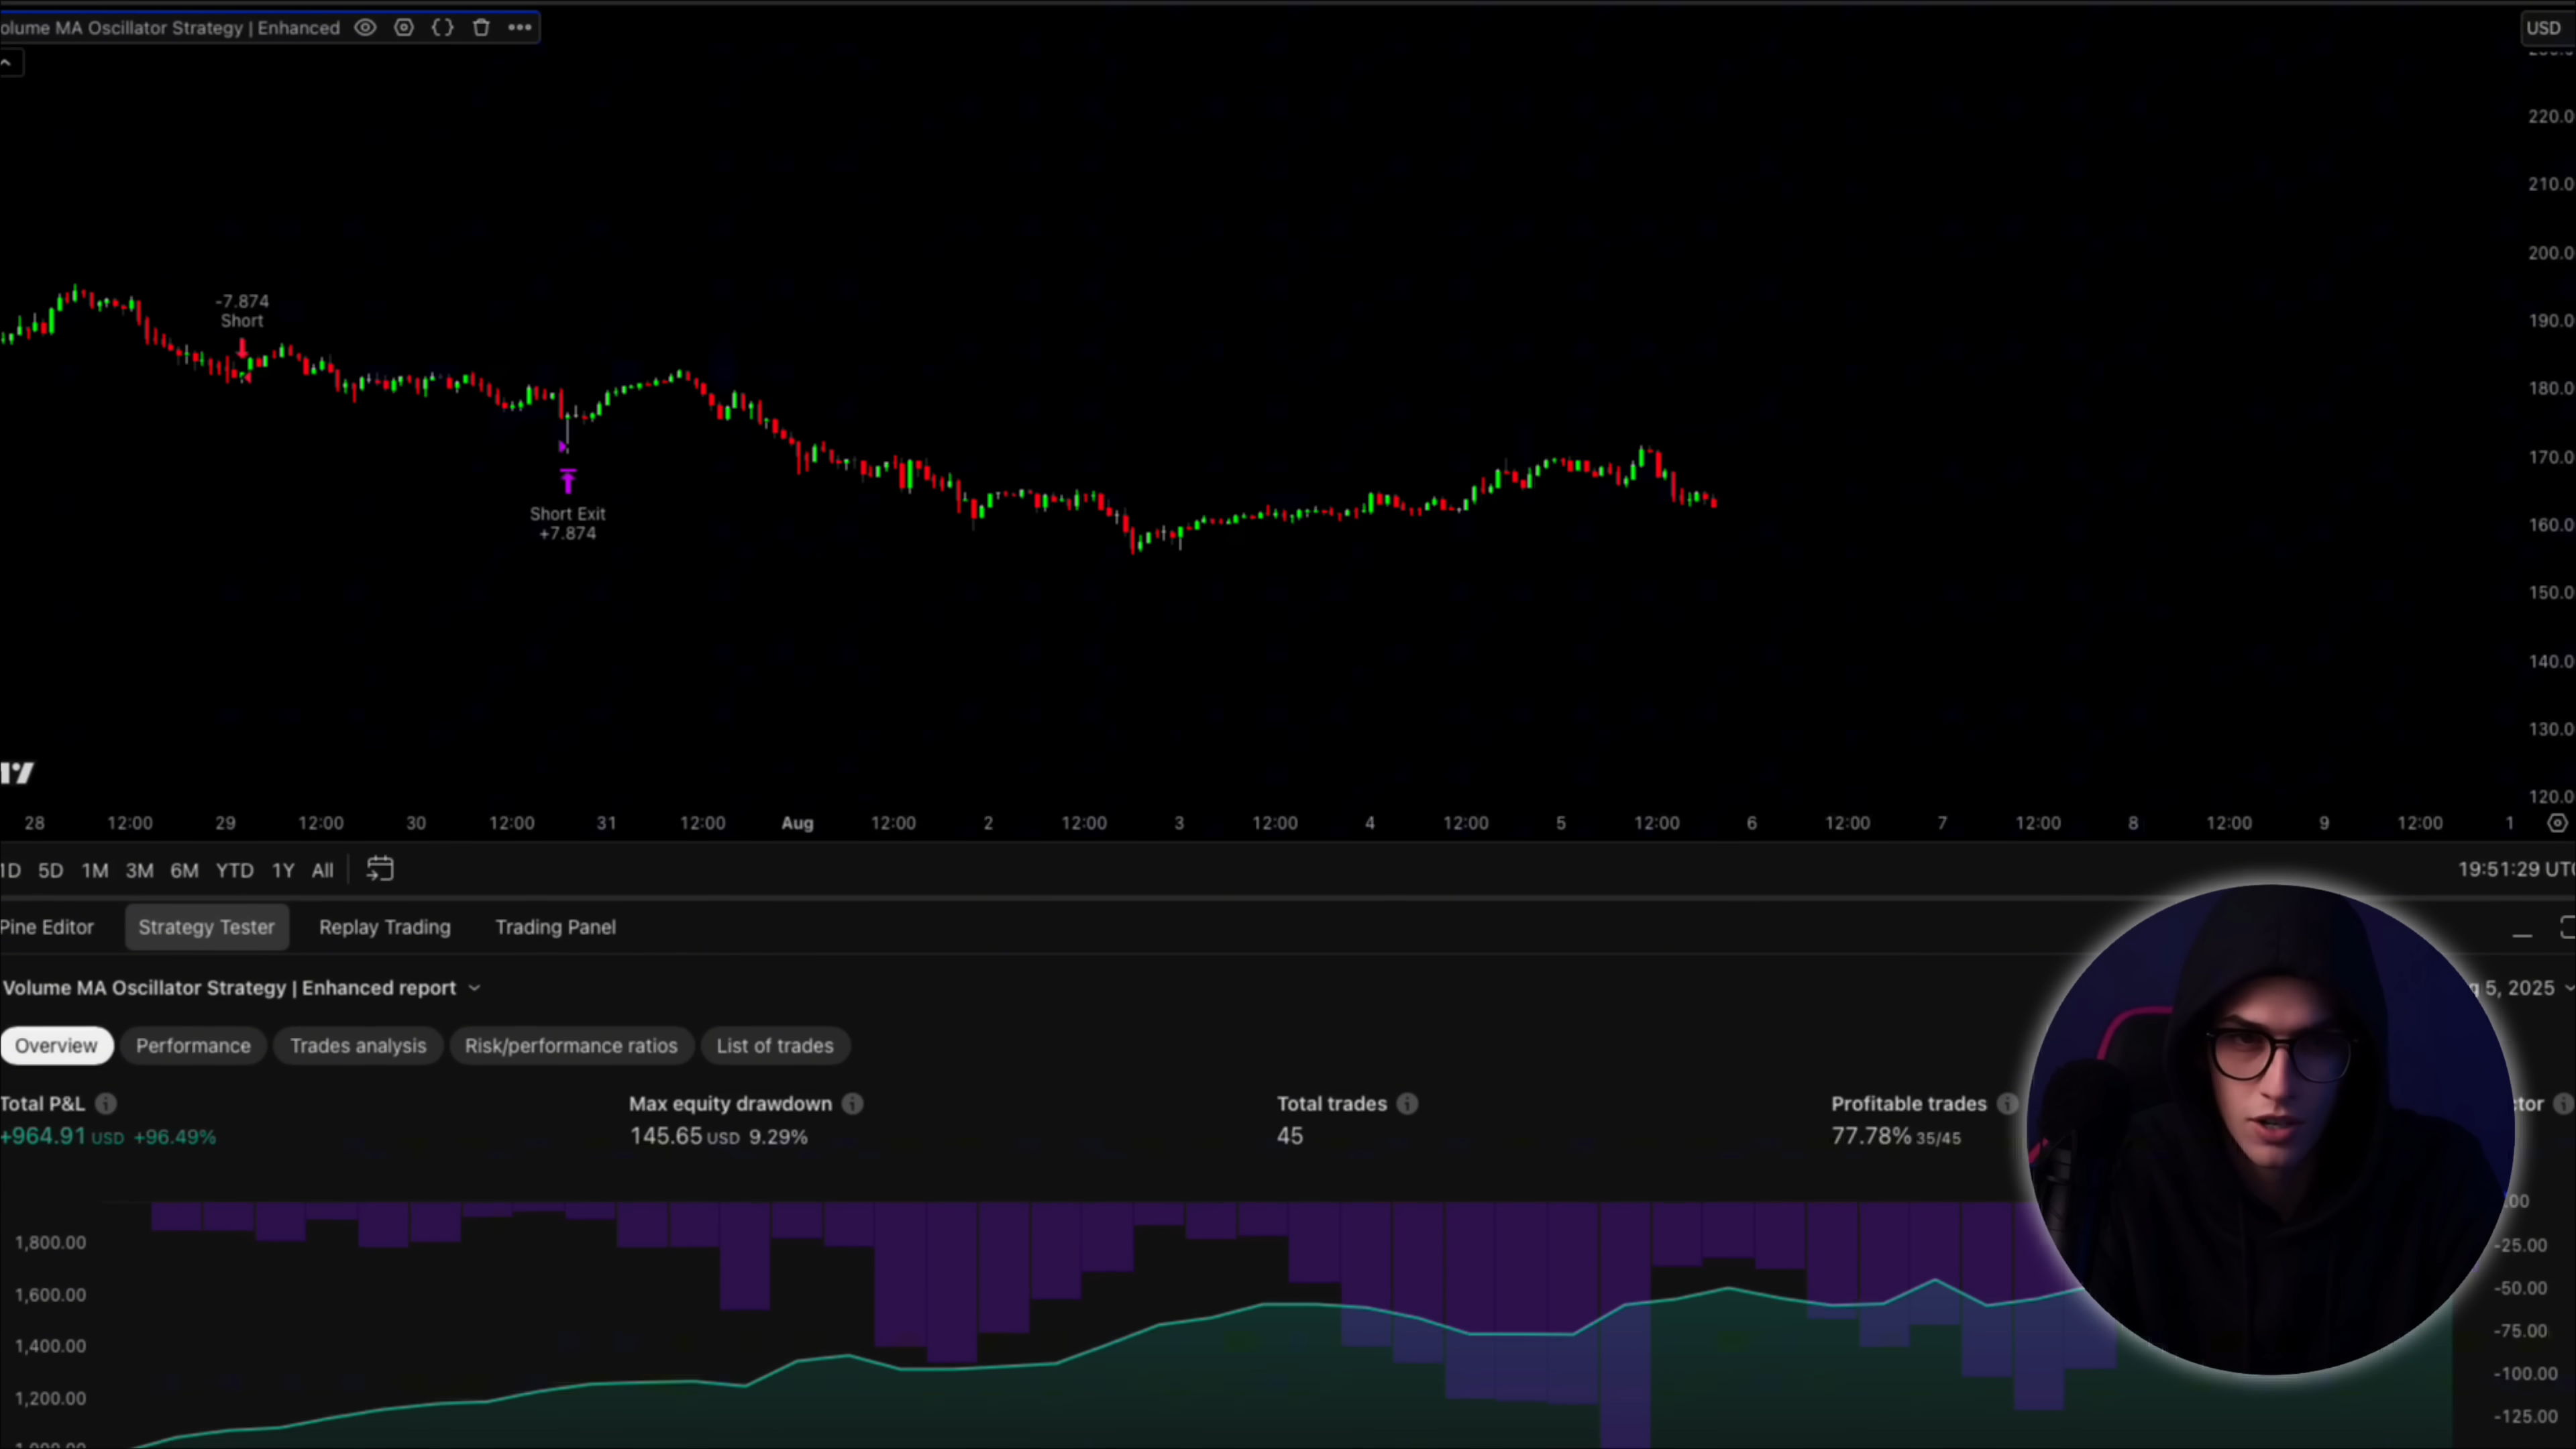 olume MA Oscillator Strategy | Enhanced
USD
220.0
210.0
200.0
190.0
180.0
170.0
160.0
150.0
140.0
130.0
120.0
-7.874
Short
Short Exit
+7.874
28 12:00 29 12:00 30 12:00 31 12:00 Aug 12:00 2 12:00 3 12:00 4 12:00 5 12:00 6 12:00 7 12:00 8 12:00 9 12:00 1
1D 5D 1M 3M 6M YTD 1Y All
19:51:29 UT
Pine Editor Strategy Tester Replay Trading Trading Panel
Volume MA Oscillator Strategy | Enhanced report
5, 2025
Overview Performance Trades analysis Risk/performance ratios List of trades
Total P&L Max equity drawdown Total trades Profitable trades ctor
+964.91 USD +96.49% 145.65 USD 9.29% 45 77.78% 35/45
1,800.00
1,600.00
1,400.00
1,200.00
-25.00
-50.00
-75.00
-100.00
-125.00